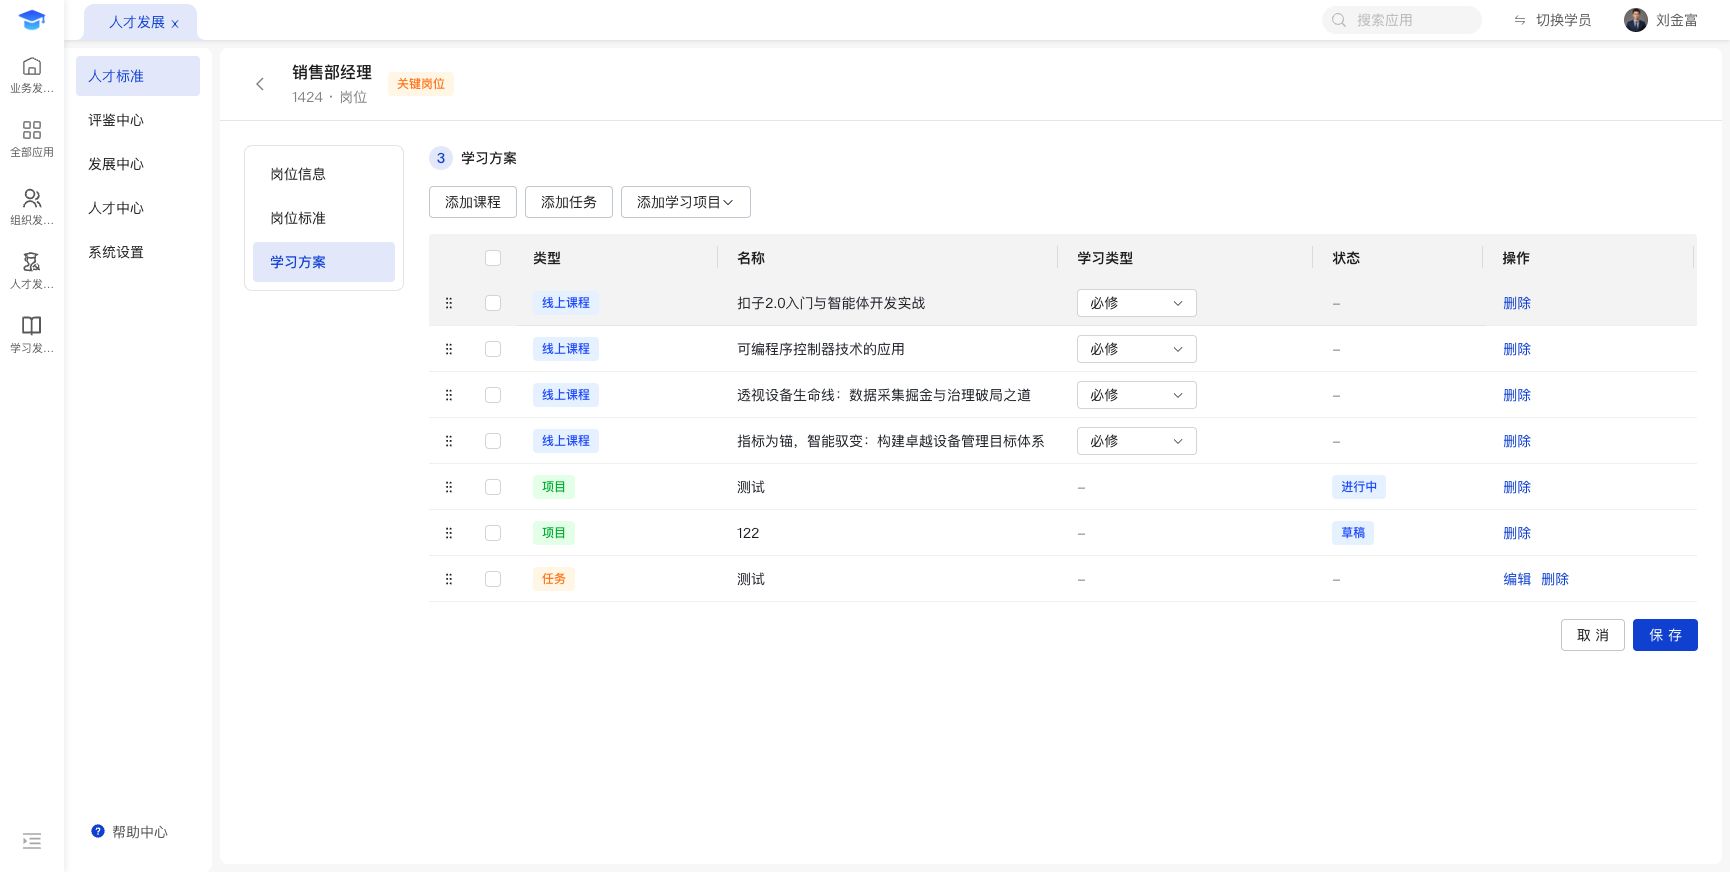 人才发展 x
搜索应用
切换学员
刘金富
业务发...
全部应用
组织发...
人才发...
学习发...
人才标准
评鉴中心
发展中心
人才中心
系统设置
? 帮助中心
销售部经理
1424 · 岗位
关键岗位
岗位信息
岗位标准
学习方案
3 学习方案
添加课程 添加任务 添加学习项目
类型 名称 学习类型 状态 操作
线上课程 扣子2.0入门与智能体开发实战 必修 – 删除
线上课程 可编程序控制器技术的应用 必修 – 删除
线上课程 透视设备生命线：数据采集掘金与治理破局之道 必修 – 删除
线上课程 指标为锚，智能驭变：构建卓越设备管理目标体系 必修 – 删除
项目 测试 – 进行中 删除
项目 122 – 草稿 删除
任务 测试 – – 编辑 删除
取消 保存